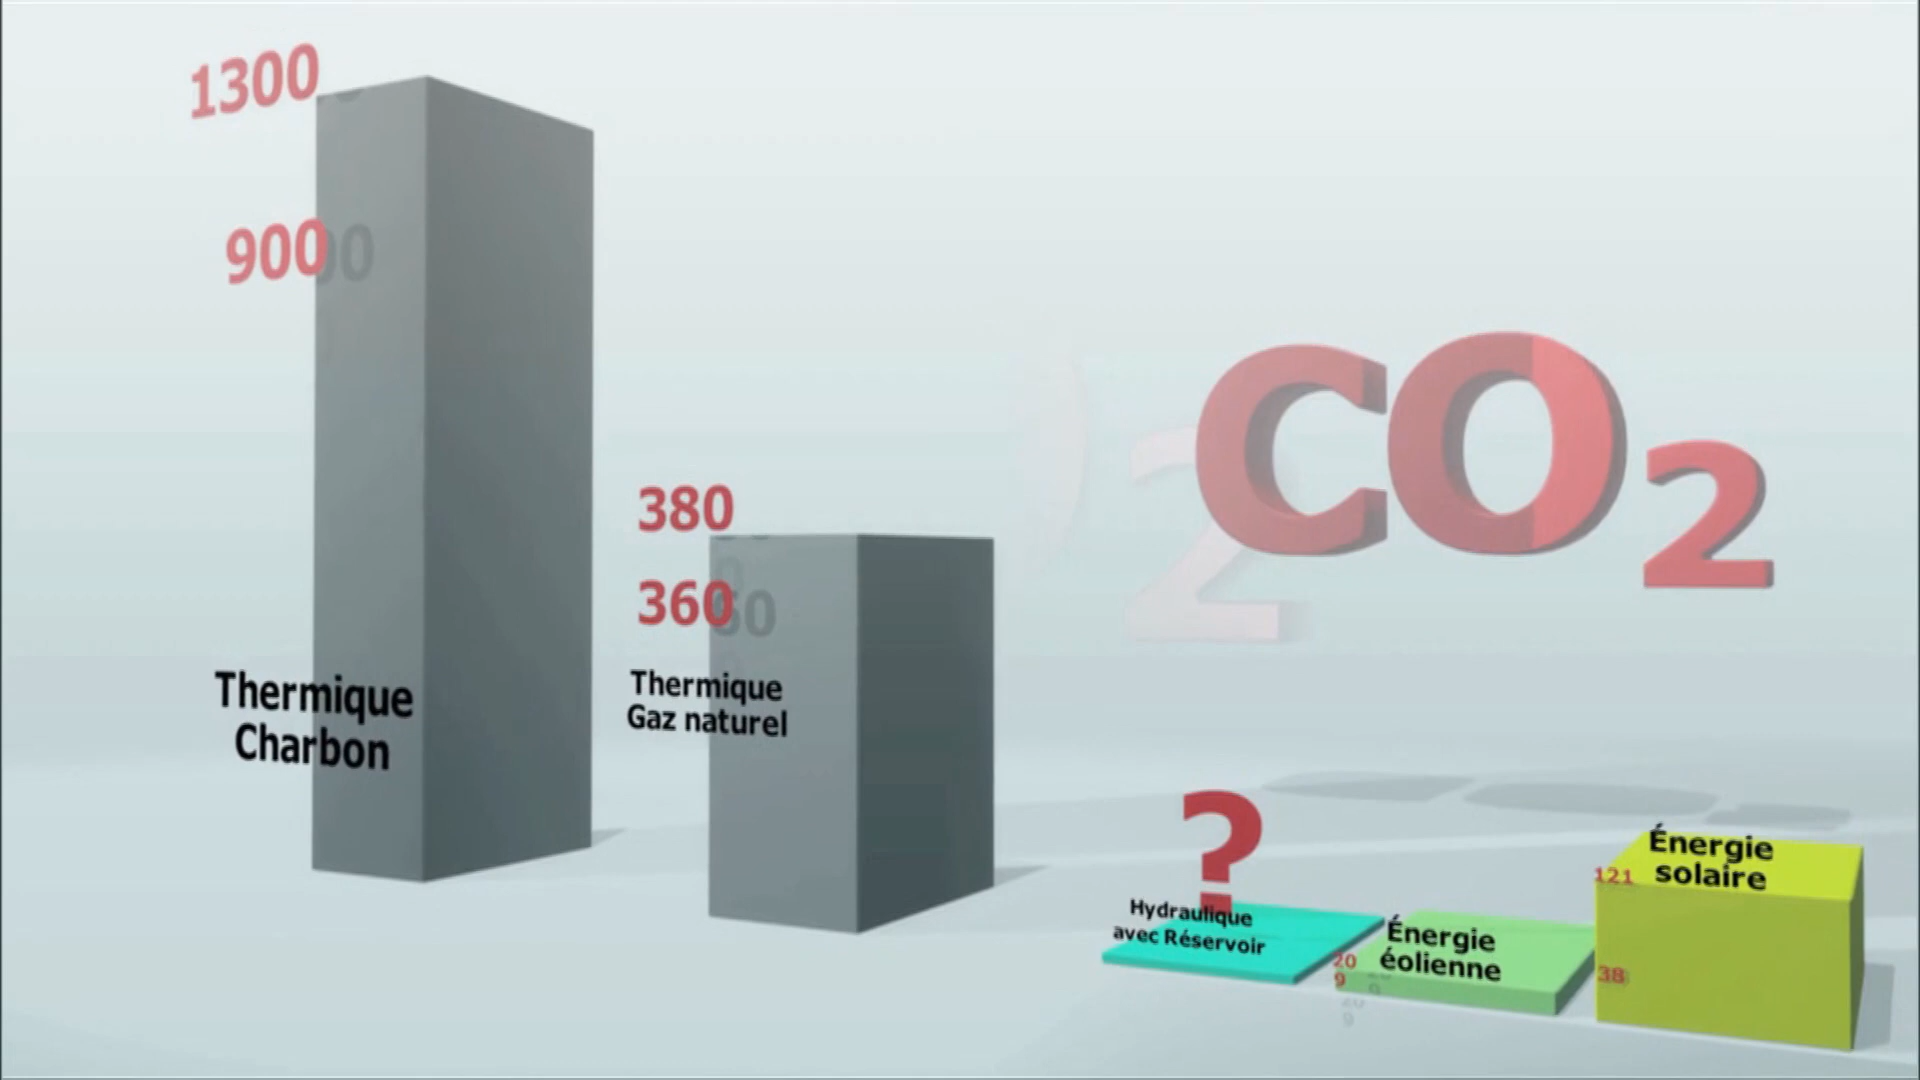 1300
900
Thermique
Charbon
380
360
Thermique
Gaz naturel
CO2
?
Hydraulique
avec Réservoir
20
9
Énergie
éolienne
121
38
Énergie
solaire